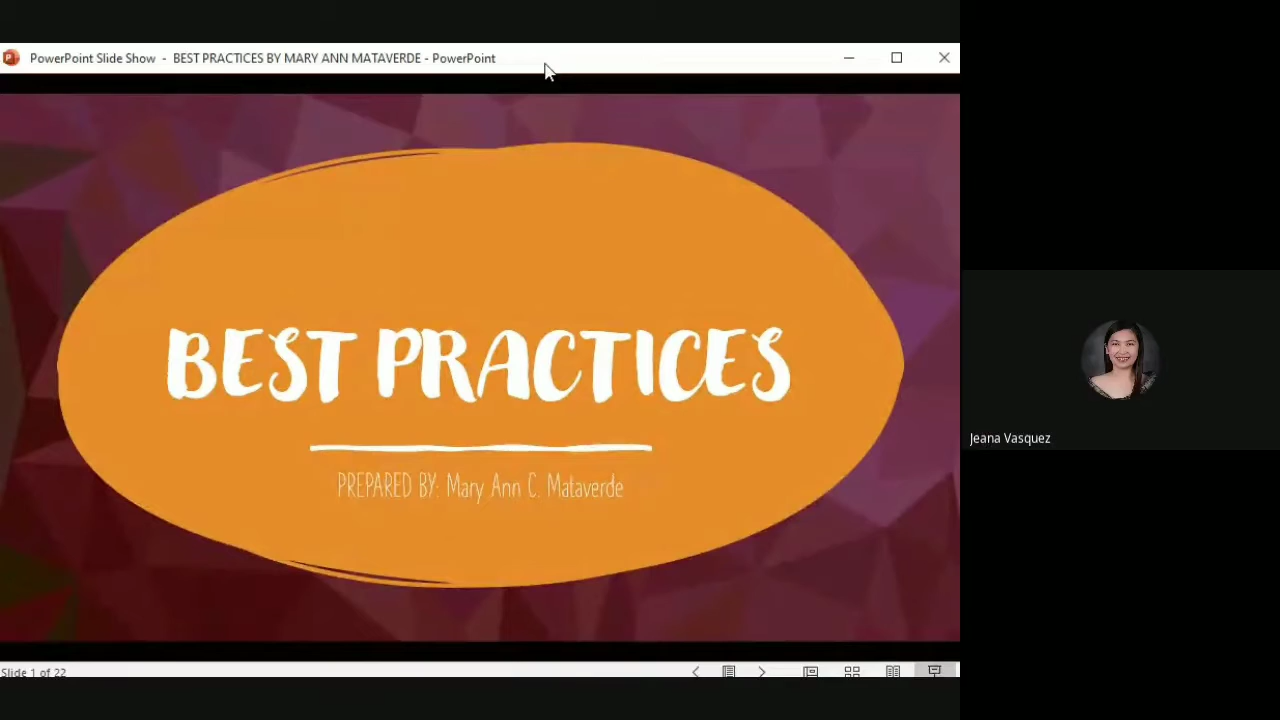 PowerPoint Slide Show - BEST PRACTICES BY MARY ANN MATAVERDE - PowerPoint
BEST PRACTICES
PREPARED BY: Mary Ann C. Mataverde
Jeana Vasquez
Slide 1 of 22